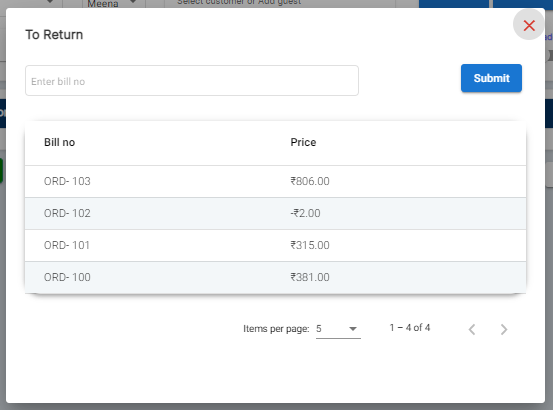 Meena
Select customer or Add guest
To Return
Enter bill no
Submit
Bill no Price
ORD- 103 ₹806.00
ORD- 102 -₹2.00
ORD- 101 ₹315.00
ORD- 100 ₹381.00
Items per page: 5 1 – 4 of 4